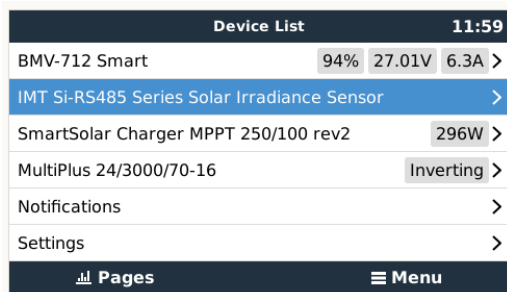 Device List 11:59
BMV-712 Smart 94% 27.01V 6.3A
IMT Si-RS485 Series Solar Irradiance Sensor
SmartSolar Charger MPPT 250/100 rev2 296W
MultiPlus 24/3000/70-16 Inverting
Notifications
Settings
Pages Menu